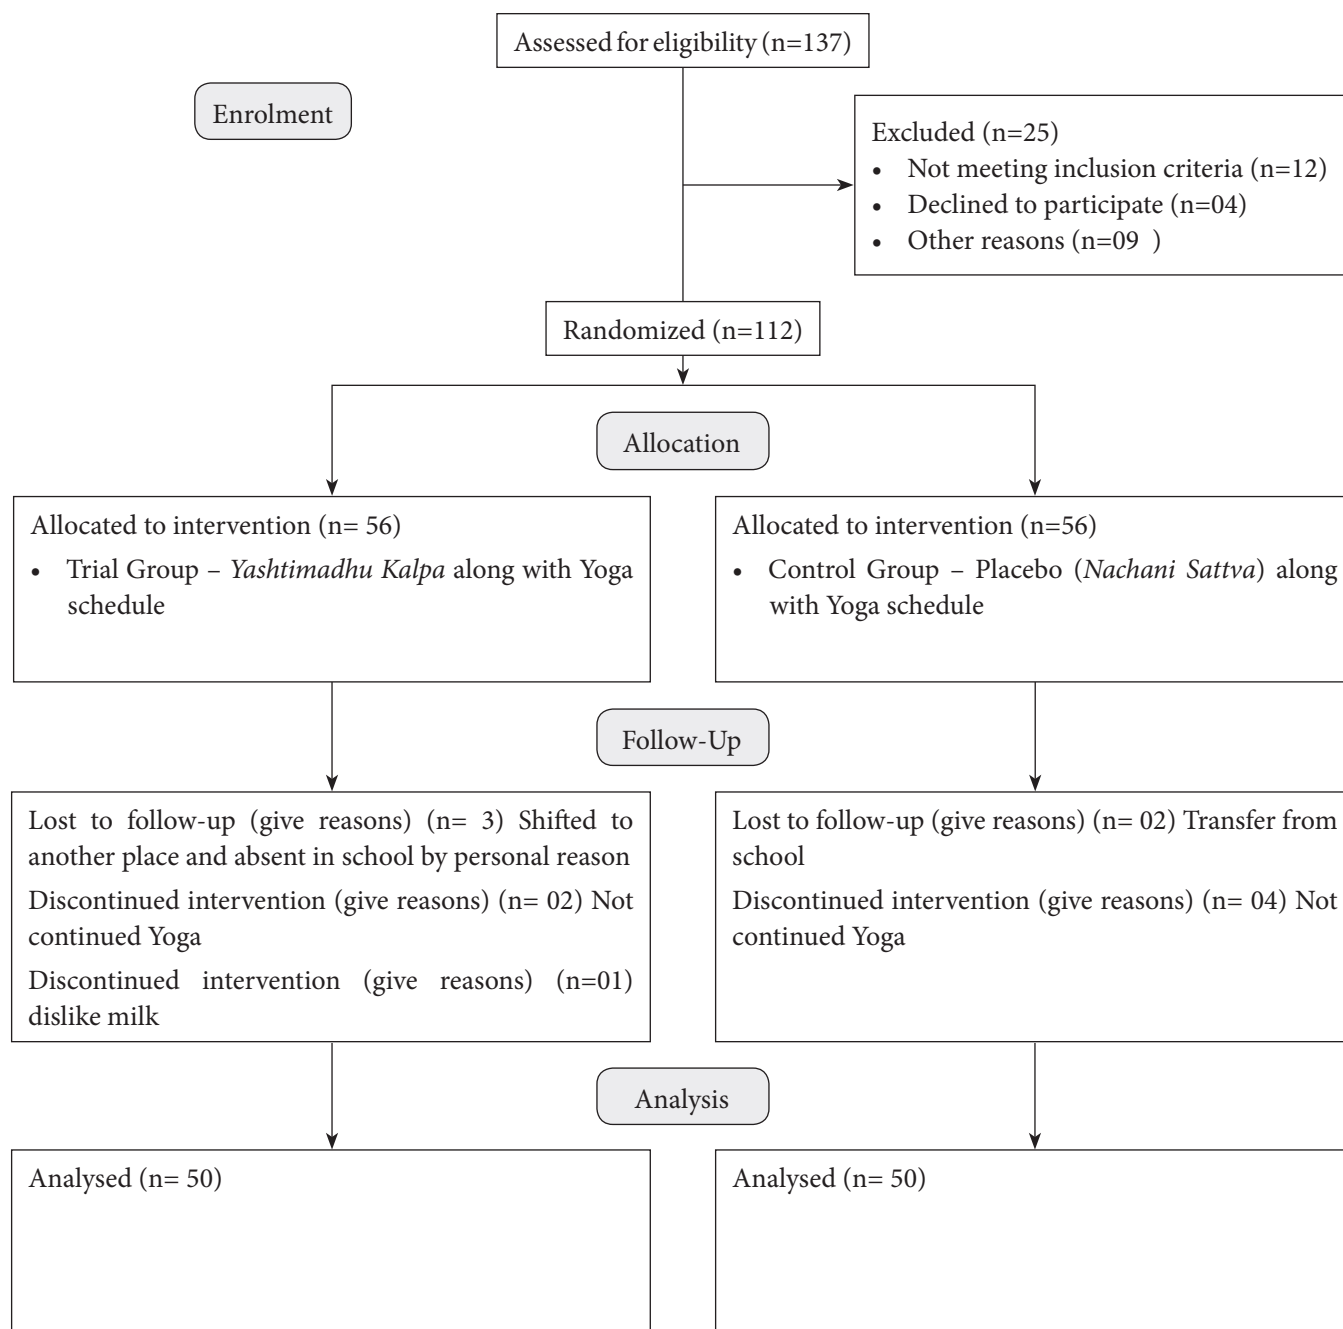 Assessed for eligibility (n=137)
Enrolment
Excluded (n=25)
• Not meeting inclusion criteria (n=12)
• Declined to participate (n=04)
• Other reasons (n=09 )
Randomized (n=112)
Allocation
Allocated to intervention (n= 56)
• Trial Group – Yashtimadhu Kalpa along with Yoga
schedule
Allocated to intervention (n=56)
• Control Group – Placebo (Nachani Sattva) along
with Yoga schedule
Follow-Up
Lost to follow-up (give reasons) (n= 3) Shifted to
another place and absent in school by personal reason
Discontinued intervention (give reasons) (n= 02) Not
continued Yoga
Discontinued intervention (give reasons) (n=01)
dislike milk
Lost to follow-up (give reasons) (n= 02) Transfer from
school
Discontinued intervention (give reasons) (n= 04) Not
continued Yoga
Analysis
Analysed (n= 50)
Analysed (n= 50)